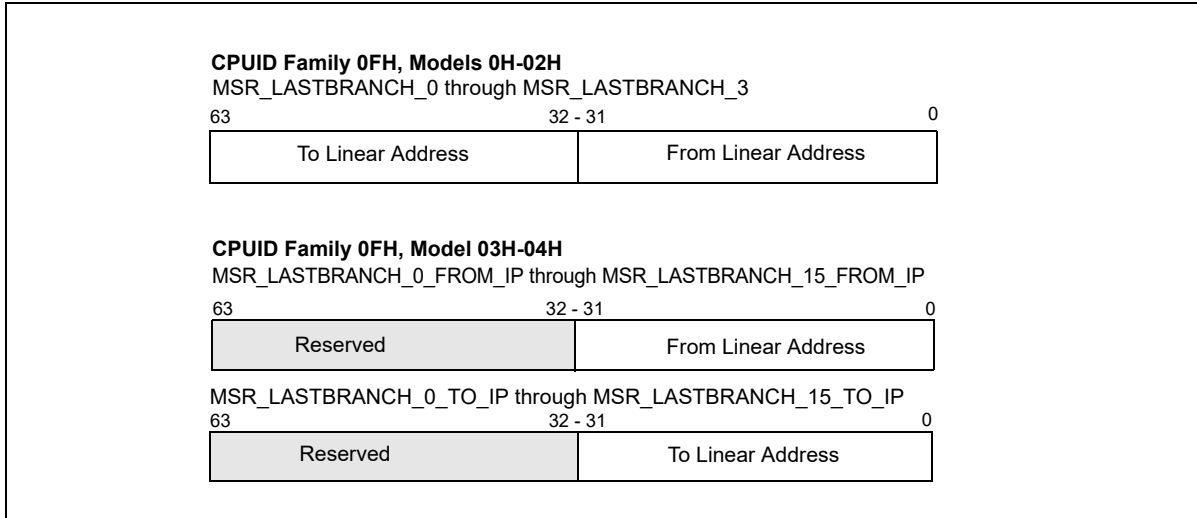 CPUID Family 0FH, Models 0H-02H
MSR_LASTBRANCH_0 through MSR_LASTBRANCH_3
63 32 - 31 0
To Linear Address From Linear Address
CPUID Family 0FH, Model 03H-04H
MSR_LASTBRANCH_0_FROM_IP through MSR_LASTBRANCH_15_FROM_IP
63 32 - 31 0
Reserved From Linear Address
MSR_LASTBRANCH_0_TO_IP through MSR_LASTBRANCH_15_TO_IP
63 32 - 31 0
Reserved To Linear Address